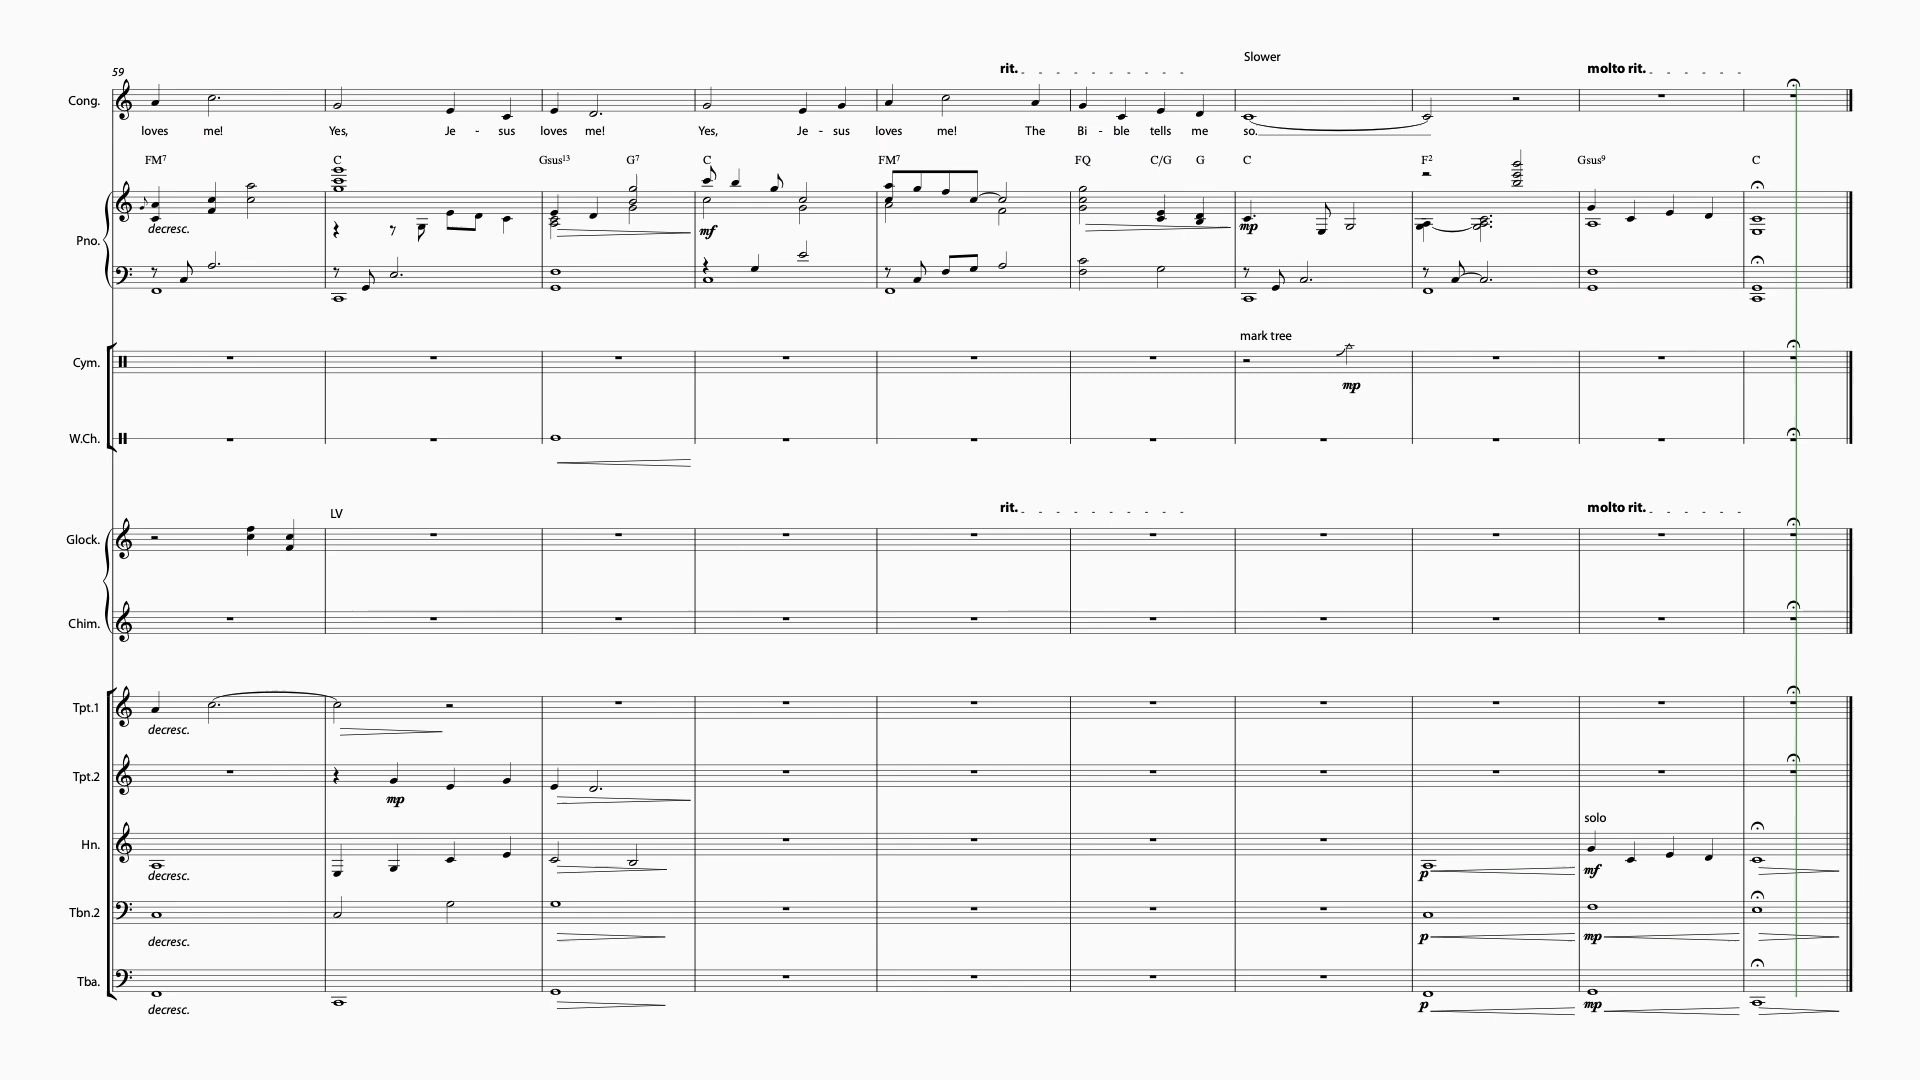 Slower
59 rit. molto rit.
Cong.
loves me! Yes, Je - sus loves me! Yes, Je - sus loves me! The Bi - ble tells me so.
FM7 C Gsus13 G7 C FM7 FQ C/G G C F2 Gsus9 C
Pno.
decresc. mf mp
mark tree
Cym.
mp
W.Ch.
LV rit. molto rit.
Glock.
Chim.
Tpt.1
decresc.
Tpt.2
mp
solo
Hn.
decresc. p mf
Tbn.2
decresc. p mp
Tba.
decresc. p mp